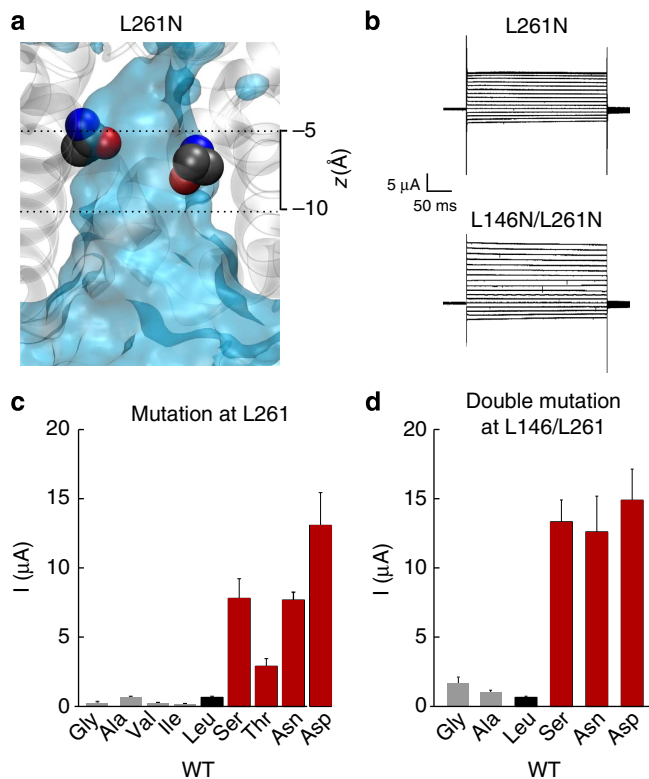 a
L261N
–5
z(Å)
–10
b
L261N
5 μA
50 ms
L146N/L261N
c
Mutation at L261
20
15
10
5
0
I (μA)
Gly Ala Val Ile Leu Ser Thr Asn Asp
WT
d
Double mutation
at L146/L261
20
15
10
5
0
I (μA)
Gly Ala Leu Ser Asn Asp
WT